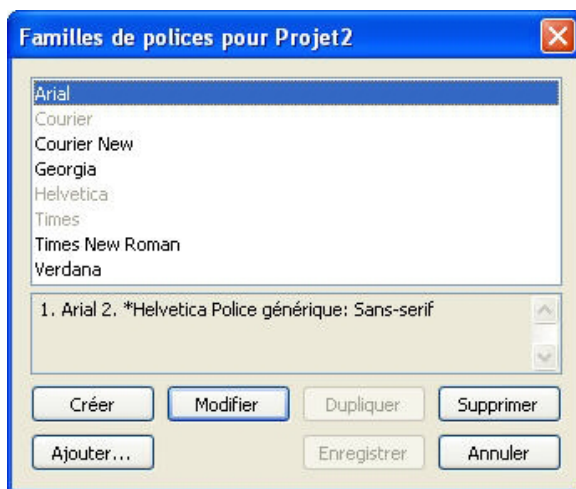 Familles de polices pour Projet2
Arial
Courier
Courier New
Georgia
Helvetica
Times
Times New Roman
Verdana
1. Arial 2. *Helvetica Police générique: Sans-serif
Créer Modifier Dupliquer Supprimer
Ajouter... Enregistrer Annuler